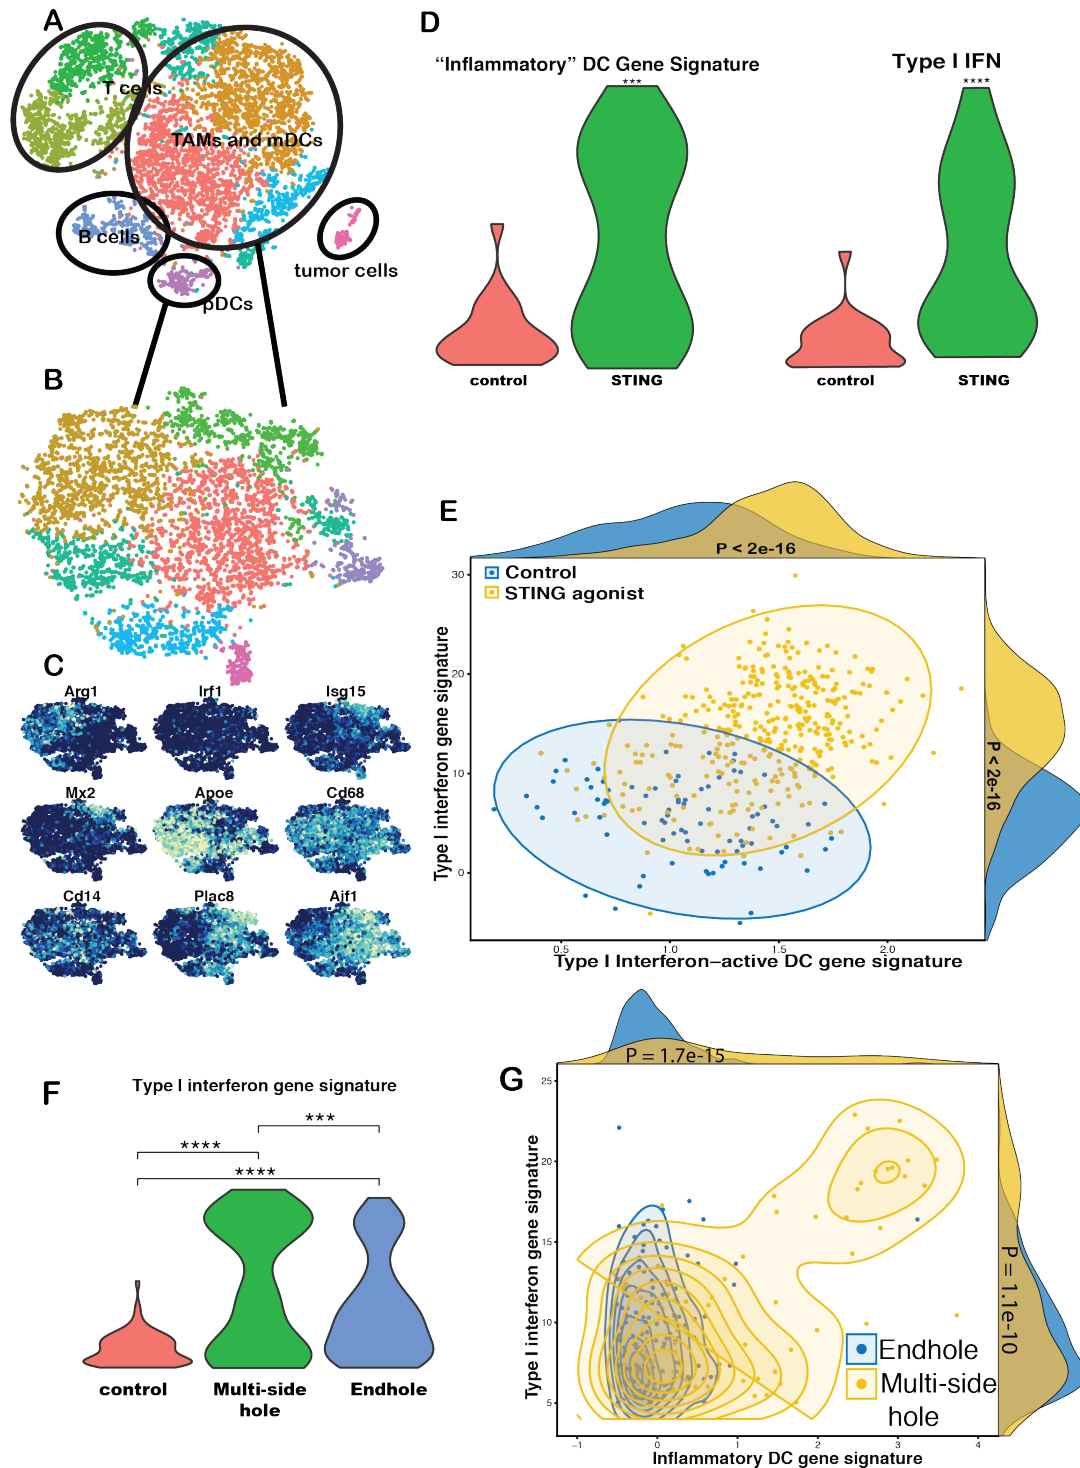 A
T cells
TAMs and mDCs
B cells
tumor cells
pDCs
B
C
Arg1
Irf1
Isg15
Mx2
Apoe
Cd68
Cd14
Plac8
Aif1
D
“Inflammatory” DC Gene Signature
***
control
STING
Type I IFN
****
control
STING
E
P < 2e-16
Control
STING agonist
30
20
10
0
Type I interferon gene signature
P < 2e-16
0.5
1.0
1.5
2.0
Type I Interferon–active DC gene signature
F
Type I interferon gene signature
***
****
****
control
Multi-side
hole
Endhole
G
P = 1.7e-15
25
20
15
10
5
Type I interferon gene signature
P = 1.1e-10
Endhole
Multi-side
hole
-1
0
1
2
3
4
Inflammatory DC gene signature